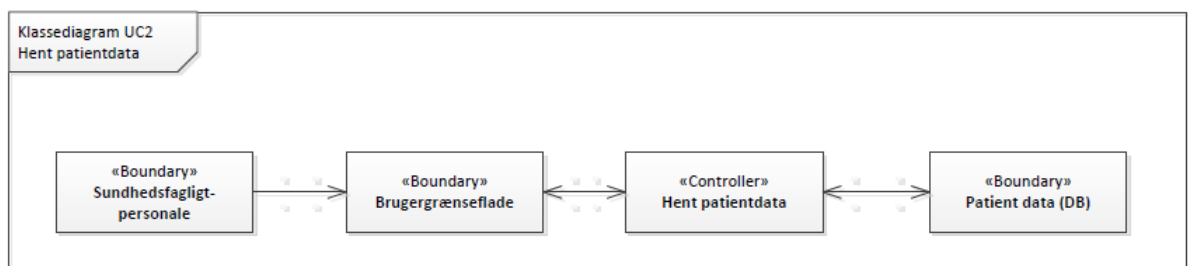 Klassediagram UC2
Hent patientdata
«Boundary»
Sundhedsfagligt-
personale
«Boundary»
Brugergrænseflade
«Controller»
Hent patientdata
«Boundary»
Patient data (DB)